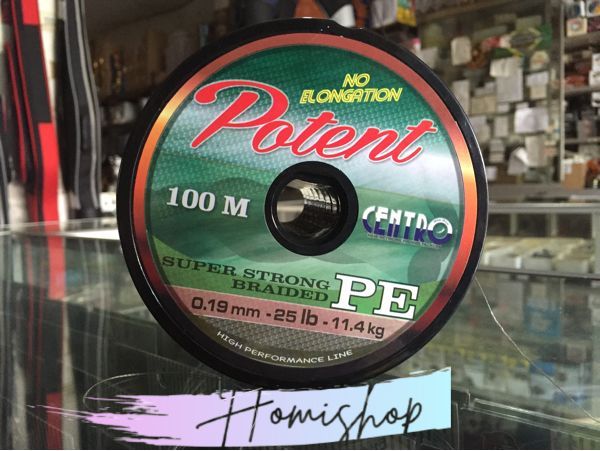 NO
ELONGATION
Potent
100 M
CENTRO
SUPER STRONG
BRAIDED
PE
0.19 mm - 25 lb - 11.4 kg
HIGH PERFORMANCE LINE
Homishop